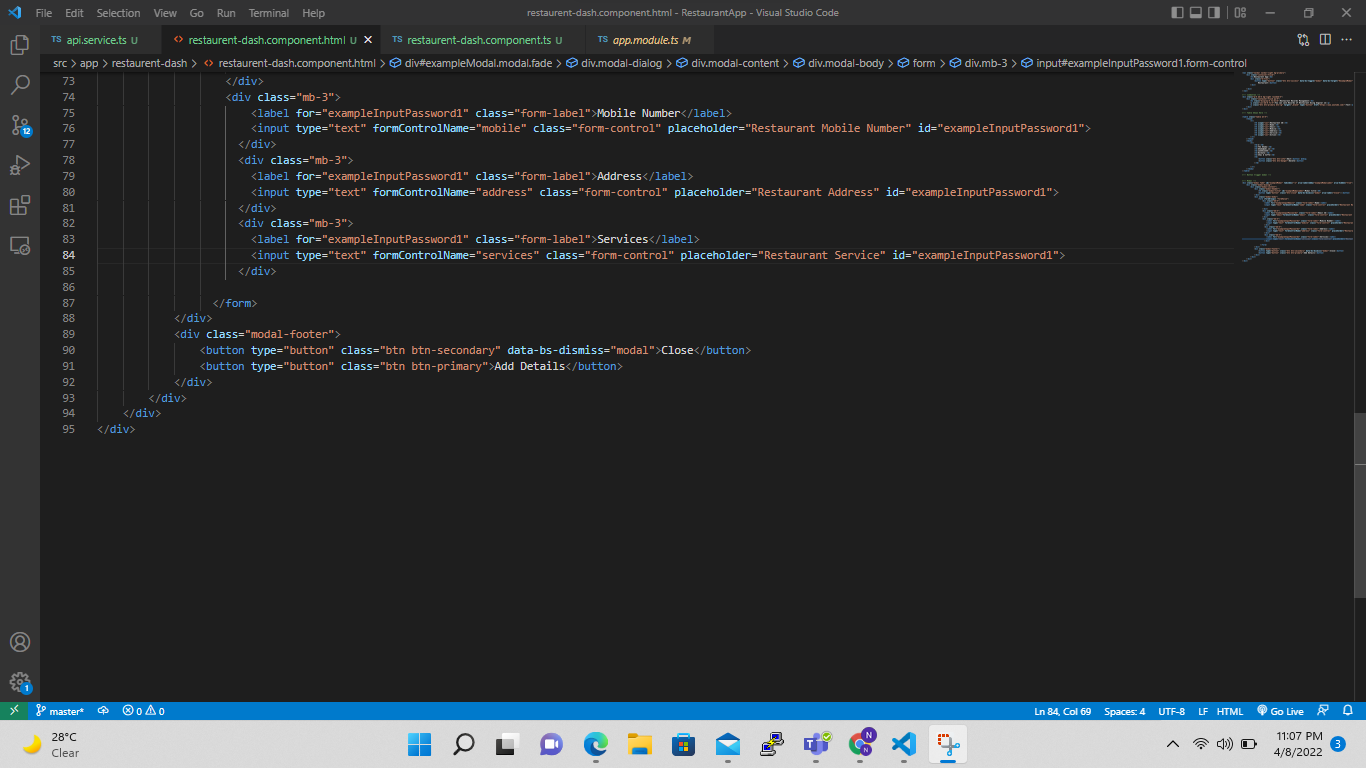 File Edit Selection View Go Run Terminal Help
restaurent-dash.component.html - RestaurantApp - Visual Studio Code
TS api.service.ts U
<> restaurent-dash.component.html U
TS restaurent-dash.component.ts U
TS app.module.ts M
src > app > restaurent-dash > <> restaurent-dash.component.html > div#exampleModal.modal.fade > div.modal-dialog > div.modal-content > div.modal-body > form > div.mb-3 > input#exampleInputPassword1.form-control
73 </div>
74 <div class="mb-3">
75 <label for="exampleInputPassword1" class="form-label">Mobile Number</label>
76 <input type="text" formControlName="mobile" class="form-control" placeholder="Restaurant Mobile Number" id="exampleInputPassword1">
77 </div>
78 <div class="mb-3">
79 <label for="exampleInputPassword1" class="form-label">Address</label>
80 <input type="text" formControlName="address" class="form-control" placeholder="Restaurant Address" id="exampleInputPassword1">
81 </div>
82 <div class="mb-3">
83 <label for="exampleInputPassword1" class="form-label">Services</label>
84 <input type="text" formControlName="services" class="form-control" placeholder="Restaurant Service" id="exampleInputPassword1">
85 </div>
86
87 </form>
88 </div>
89 <div class="modal-footer">
90 <button type="button" class="btn btn-secondary" data-bs-dismiss="modal">Close</button>
91 <button type="button" class="btn btn-primary">Add Details</button>
92 </div>
93 </div>
94 </div>
95 </div>
12
1
master* 0 0
Ln 84, Col 69 Spaces: 4 UTF-8 LF HTML Go Live
28°C
Clear
N
N
11:07 PM
4/8/2022
3